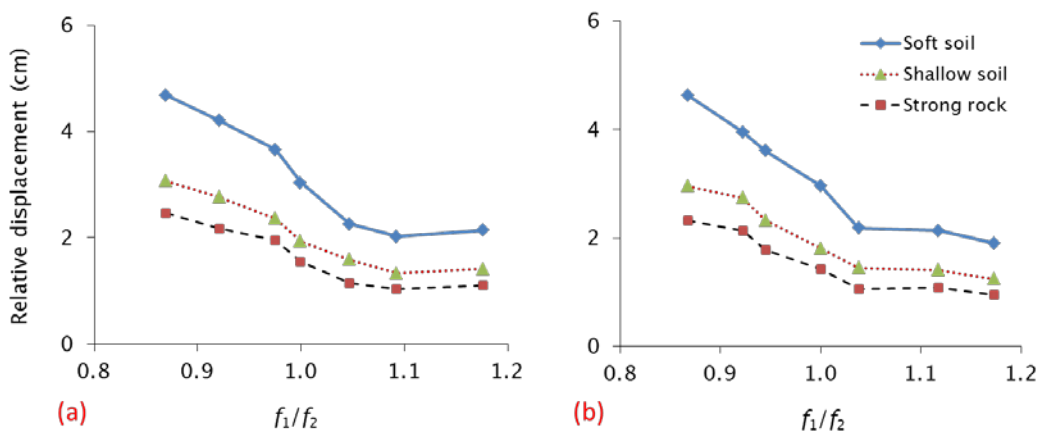 Relative displacement (cm)
6
4
2
0
0.8
0.9
1.0
1.1
1.2
(a)
f₁/f₂
6
4
2
0
0.8
0.9
1.0
1.1
1.2
Soft soil
Shallow soil
Strong rock
(b)
f₁/f₂